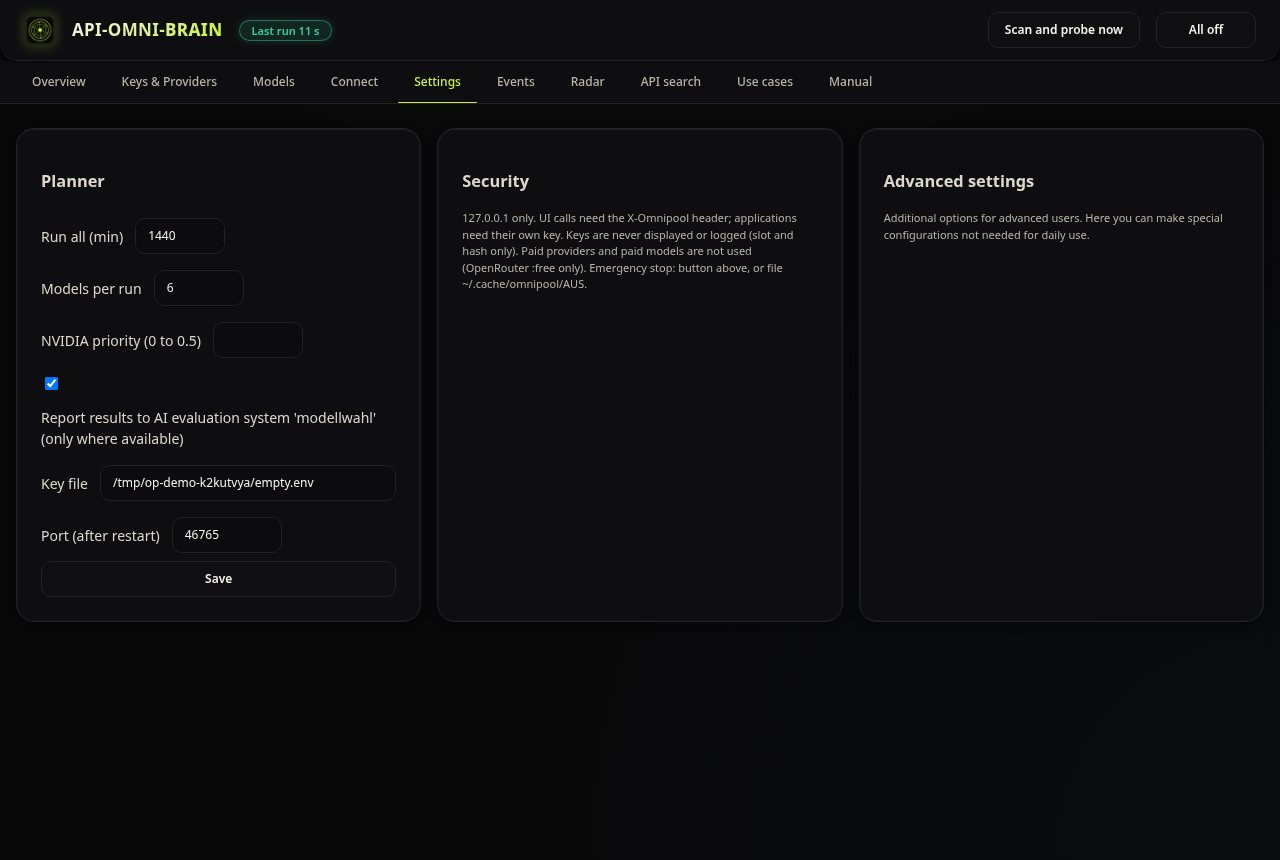 API-OMNI-BRAIN
Last run 11 s
Scan and probe now
All off
Overview
Keys & Providers
Models
Connect
Settings
Events
Radar
API search
Use cases
Manual
Planner
Run all (min)
1440
Models per run
6
NVIDIA priority (0 to 0.5)
Report results to AI evaluation system 'modellwahl'
(only where available)
Key file
/tmp/op-demo-k2kutvya/empty.env
Port (after restart)
46765
Save
Security
127.0.0.1 only. UI calls need the X-Omnipool header; applications
need their own key. Keys are never displayed or logged (slot and
hash only). Paid providers and paid models are not used
(OpenRouter :free only). Emergency stop: button above, or file
~/.cache/omnipool/AUS.
Advanced settings
Additional options for advanced users. Here you can make special
configurations not needed for daily use.